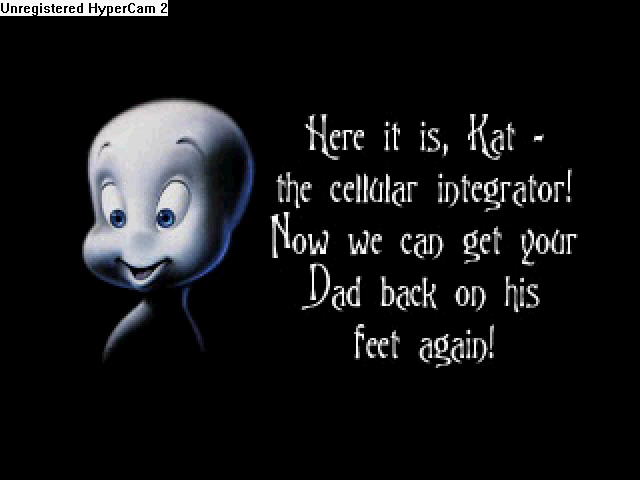 Unregistered HyperCam 2
Here it is, Kat -
the cellular integrator!
Now we can get your
Dad back on his
feet again!